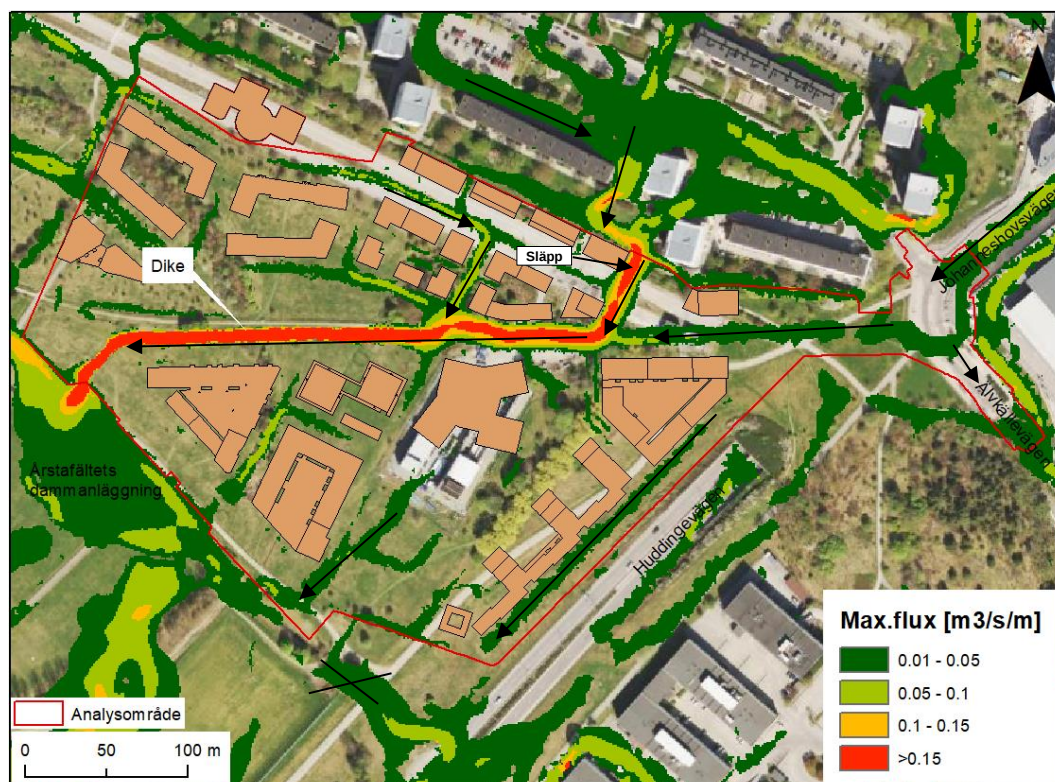 N
Johanneshovsvägen
Släpp
Dike
Älvkällevägen
Årstafältets
dammanläggning
Huddingevägen
Max.flux [m3/s/m]
0.01 - 0.05
0.05 - 0.1
0.1 - 0.15
>0.15
Analysområde
0 50 100 m